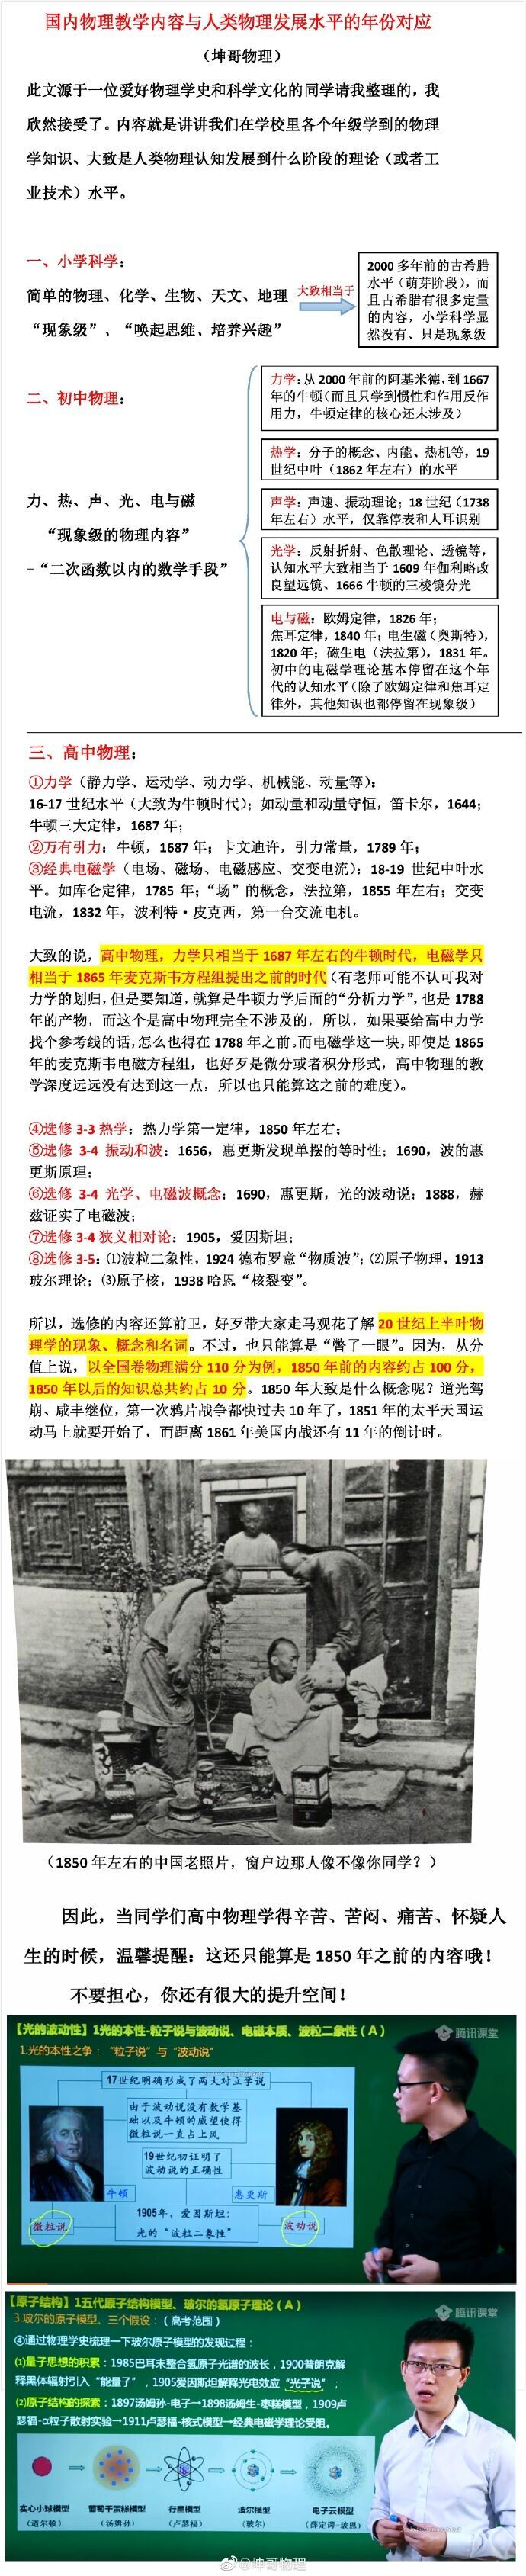 国内物理教学内容与人类物理发展水平的年份对应
（坤哥物理）
此文源于一位爱好物理学史和科学文化的同学请我整理的，我
欣然接受了。内容就是讲讲我们在学校里各个年级学到的物理
学知识、大致是人类物理认知发展到什么阶段的理论（或者工
业技术）水平。
一、小学科学：
简单的物理、化学、生物、天文、地理
“现象级”、“唤起思维、培养兴趣”
大致相当于
2000 多年前的古希腊
水平（萌芽阶段），而
且古希腊有很多定量
的内容，小学科学显
然没有、只是现象级
二、初中物理：
力、热、声、光、电与磁
“现象级的物理内容”
+“二次函数以内的数学手段”
力学：从 2000 年前的阿基米德，到 1667
年的牛顿（而且只学到惯性和作用反作
用力，牛顿定律的核心还未涉及）
热学：分子的概念、内能、热机等，19
世纪中叶（1862 年左右）的水平
声学：声速、振动理论；18 世纪（1738
年左右）水平，仅靠停表和人耳识别
光学：反射折射、色散理论、透镜等，
认知水平大致相当于 1609 年伽利略改
良望远镜、1666 牛顿的三棱镜分光
电与磁：欧姆定律，1826 年；
焦耳定律，1840 年；电生磁（奥斯特），
1820 年；磁生电（法拉第），1831 年。
初中的电磁学理论基本停留在这个年
代的认知水平（除了欧姆定律和焦耳定
律外，其他知识也都停留在现象级）
三、高中物理：
①力学（静力学、运动学、动力学、机械能、动量等）：
16-17 世纪水平（大致为牛顿时代）；如动量和动量守恒，笛卡尔，1644；
牛顿三大定律，1687 年；
②万有引力：牛顿，1687 年；卡文迪许，引力常量，1789 年；
③经典电磁学（电场、磁场、电磁感应、交变电流）：18-19 世纪中叶水
平。如库仑定律，1785 年；“场”的概念，法拉第，1855 年左右；交变
电流，1832 年，波利特·皮克西，第一台交流电机。
大致的说，高中物理，力学只相当于 1687 年左右的牛顿时代，电磁学只
相当于 1865 年麦克斯韦方程组提出之前的时代（有老师可能不认可我对
力学的划归，但是要知道，就算是牛顿力学后面的“分析力学”，也是 1788
年的产物，而这个是高中物理完全不涉及的，所以，如果要给高中力学
找个参考线的话，怎么也得在 1788 年之前。而电磁学这一块，即使是 1865
年的麦克斯韦电磁方程组，也好歹是微分或者积分形式，高中物理的教
学深度远远没有达到这一点，所以也只能算这之前的难度）。
④选修 3-3 热学：热力学第一定律，1850 年左右；
⑤选修 3-4 振动和波：1656，惠更斯发现单摆的等时性；1690，波的惠
更斯原理；
⑥选修 3-4 光学、电磁波概念；1690，惠更斯，光的波动说；1888，赫
兹证实了电磁波；
⑦选修 3-4 狭义相对论：1905，爱因斯坦；
⑧选修 3-5：⑴波粒二象性，1924 德布罗意“物质波”；⑵原子物理，1913
玻尔理论；⑶原子核，1938 哈恩“核裂变”。
所以，选修的内容还算前卫，好歹带大家走马观花了解 20 世纪上半叶物
理学的现象、概念和名词。不过，也只能算是“瞥了一眼”。因为，从分
值上说，以全国卷物理满分 110 分为例，1850 年前的内容约占 100 分，
1850 年以后的知识总共约占 10 分。1850 年大致是什么概念呢？道光驾
崩、咸丰继位，第一次鸦片战争都快过去 10 年了，1851 年的太平天国运
动马上就要开始了，而距离 1861 年美国内战还有 11 年的倒计时。
（1850 年左右的中国老照片，窗户边那人像不像你同学？）
因此，当同学们高中物理学得辛苦、苦闷、痛苦、怀疑人
生的时候，温馨提醒：这还只能算是 1850 年之前的内容哦！
不要担心，你还有很大的提升空间！
【光的波动性】1光的本性-粒子说与波动说、电磁本质、波粒二象性（A）
腾讯课堂
1.光的本性之争：“粒子说”与“波动说”
17世纪明确形成了两大对立学说
由于波动说没有数学基
础以及牛顿的威望使得
微粒说一直占上风
19世纪初证明了
波动说的正确性
牛顿
惠更斯
微粒说
1905年，爱因斯坦：
光的“波粒二象性”
波动说
【原子结构】1五代原子结构模型、玻尔的氢原子理论（A）
腾讯课堂
3.玻尔的原子模型、三个假设：（高考范围）
④通过物理学史梳理一下玻尔原子模型的发现过程：
⑴量子思想的积累：1985巴耳末整合氢原子光谱的波长，1900普朗克解
释黑体辐射引入“能量子”，1905爱因斯坦解释光电效应“光子说”；
⑵原子结构的探索：1897汤姆孙-电子→1898汤姆生-枣糕模型，1909卢
瑟福-α粒子散射实验→1911卢瑟福-核式模型→经典电磁学理论受阻。
实心小球模型
（道尔顿）
葡萄干蛋糕模型
（汤姆孙）
行星模型
（卢瑟福）
波尔模型
（玻尔）
电子云模型
（薛定谔-玻恩）
@坤哥物理